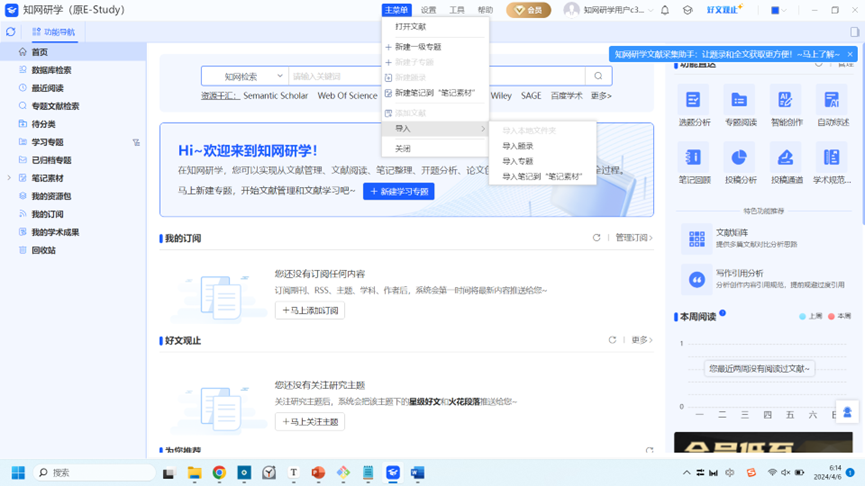 知网研学（原E-Study）
主菜单 设置 工具 帮助 会员 知网研学用户c3... 好文观止
功能导航
首页
数据库检索
最近阅读
专题文献检索
待分类
学习专题
已归档专题
笔记素材
我的资源包
我的订阅
我的学术成果
回收站
打开文献
新建一级专题
新建子专题
新建题录
新建笔记到“笔记素材”
添加文献
导入
关闭
导入本地文件夹
导入题录
导入专题
导入笔记到“笔记素材”
知网检索 请输入关键词
资源干汇： Semantic Scholar Web Of Science Wiley SAGE 百度学术 更多>
Hi~欢迎来到知网研学!
在知网研学，您可以实现从文献管理、文献阅读、笔记整理、开题分析、论文
全过程。
马上新建专题，开始文献管理和文献学习吧~ 新建学习专题
我的订阅 管理订阅
您还没有订阅任何内容
订阅期刊、RSS、主题、学科、作者后，系统会第一时间将最新内容推送给您~
马上添加订阅
好文观止 更多
您还没有关注研究主题
关注研究主题后，系统会把该主题下的星级好文和火花段落推送给您~
马上关注主题
为您推荐
知网研学文献采集助手：让题录和全文获取更方便！~马上了解~
功能直达 管理
选题分析 专题阅读 智能创作 自动综述
笔记回顾 投稿分析 投稿通道 学术规范...
特色功能推荐
文献矩阵
提供多篇文献对比分析思路
写作引用分析
分析创作内容引用规范、提前规避过度引用
本周阅读 上周 本周
1
您最近两周没有阅读过文献~
0
一 二 三 四 五 六 日
搜索
6:14
2024/4/6